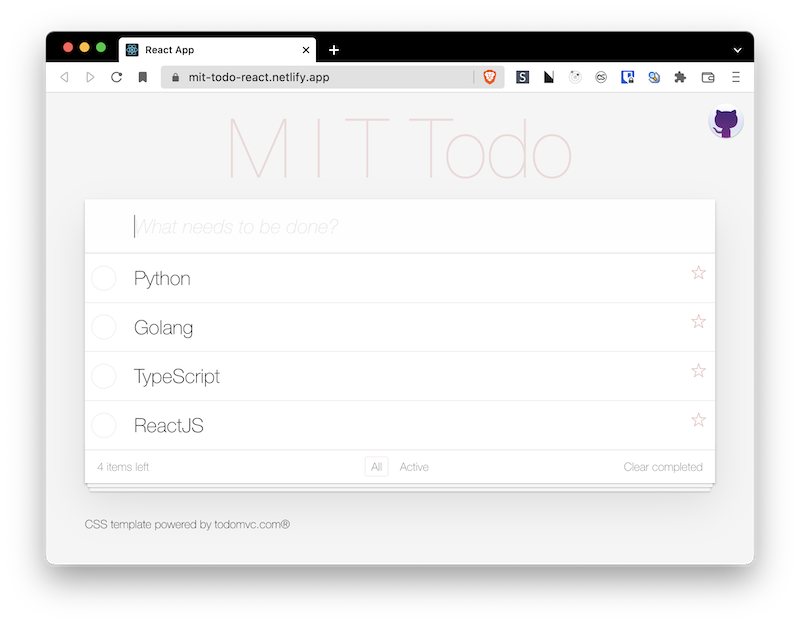 React App
mit-todo-react.netlify.app
MIT Todo
What needs to be done?
Python
Golang
TypeScript
ReactJS
4 items left All Active Clear completed
CSS template powered by todomvc.com®